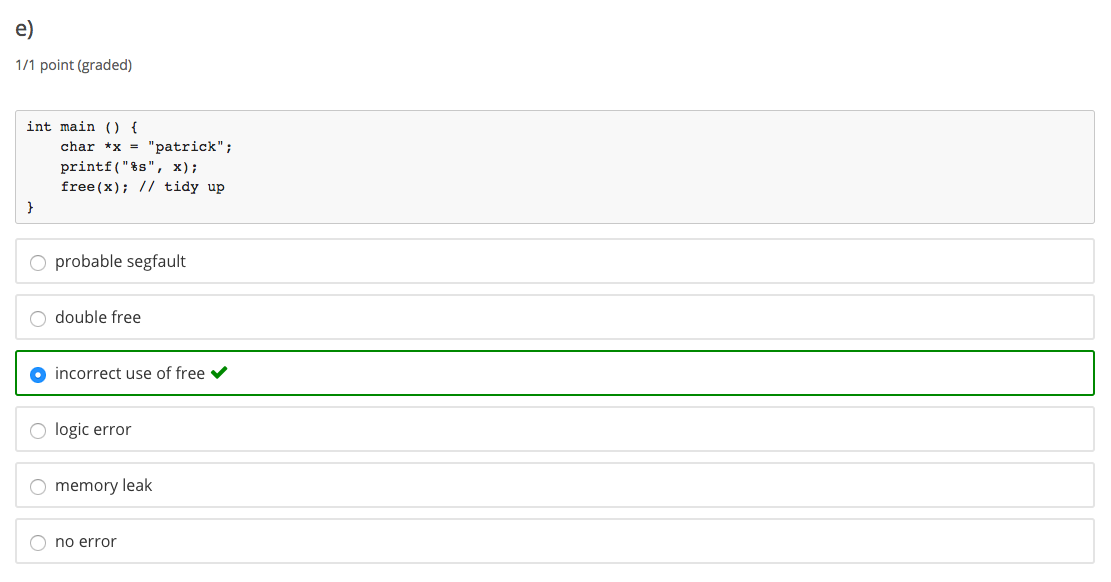 e)
1/1 point (graded)
int main () {
    char *x = "patrick";
    printf("%s", x);
    free(x); // tidy up
}
probable segfault
double free
incorrect use of free
logic error
memory leak
no error